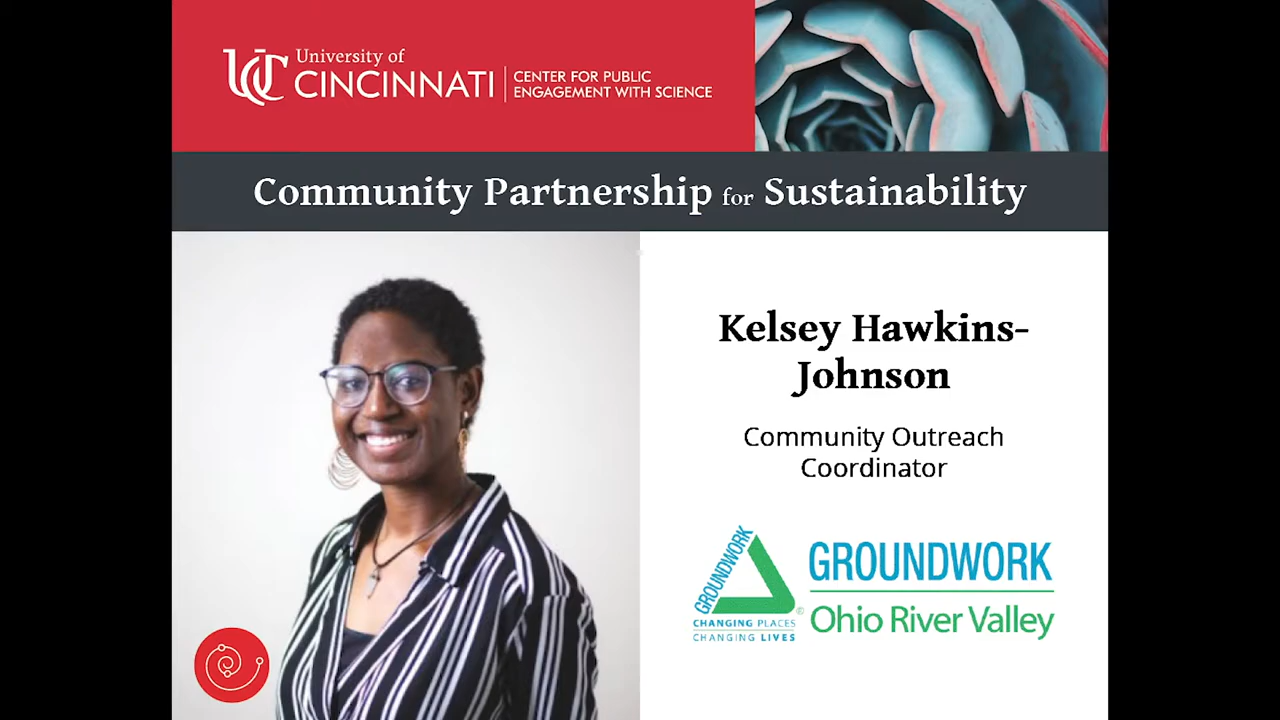 UC University of
CINCINNATI
CENTER FOR PUBLIC
ENGAGEMENT WITH SCIENCE
Community Partnership for Sustainability
Kelsey Hawkins-
Johnson
Community Outreach
Coordinator
GROUNDWORK
CHANGING PLACES
CHANGING LIVES
®
GROUNDWORK
Ohio River Valley